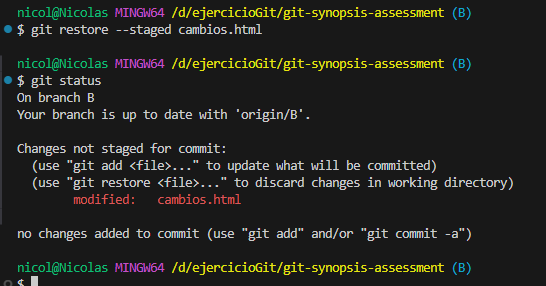 nicol@Nicolas MINGW64 /d/ejercicioGit/git-synopsis-assessment (B)
$ git restore --staged cambios.html
nicol@Nicolas MINGW64 /d/ejercicioGit/git-synopsis-assessment (B)
$ git status
On branch B
Your branch is up to date with 'origin/B'.
Changes not staged for commit:
  (use "git add <file>..." to update what will be committed)
  (use "git restore <file>..." to discard changes in working directory)
        modified:   cambios.html
no changes added to commit (use "git add" and/or "git commit -a")
nicol@Nicolas MINGW64 /d/ejercicioGit/git-synopsis-assessment (B)
$